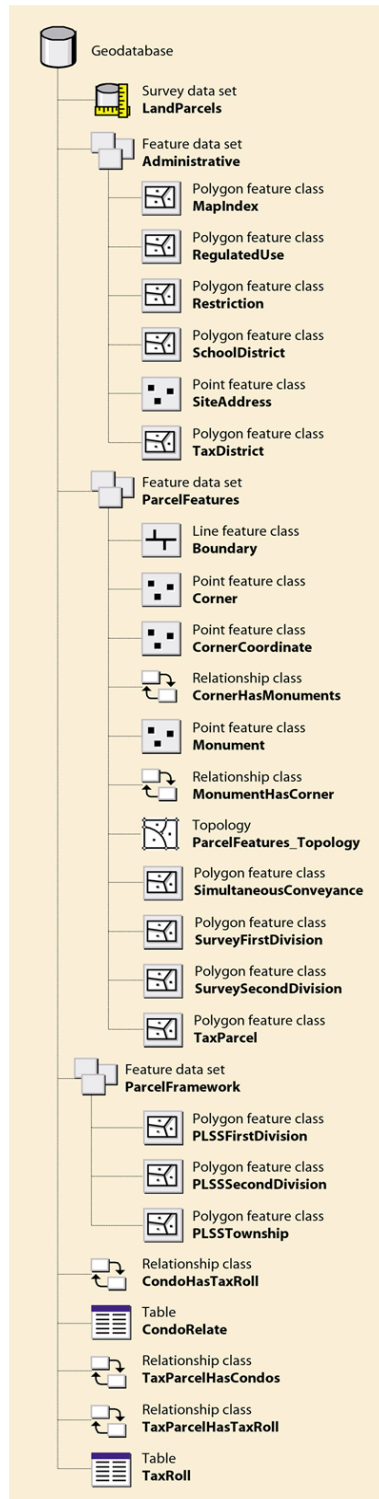 Geodatabase
Survey data set
LandParcels
Feature data set
Administrative
Polygon feature class
MapIndex
Polygon feature class
RegulatedUse
Polygon feature class
Restriction
Polygon feature class
SchoolDistrict
Point feature class
SiteAddress
Polygon feature class
TaxDistrict
Feature data set
ParcelFeatures
Line feature class
Boundary
Point feature class
Corner
Point feature class
CornerCoordinate
Relationship class
CornerHasMonuments
Point feature class
Monument
Relationship class
MonumentHasCorner
Topology
ParcelFeatures_Topology
Polygon feature class
SimultaneousConveyance
Polygon feature class
SurveyFirstDivision
Polygon feature class
SurveySecondDivision
Polygon feature class
TaxParcel
Feature data set
ParcelFramework
Polygon feature class
PLSSFirstDivision
Polygon feature class
PLSSSecondDivision
Polygon feature class
PLSSTownship
Relationship class
CondoHasTaxRoll
Table
CondoRelate
Relationship class
TaxParcelHasCondos
Relationship class
TaxParcelHasTaxRoll
Table
TaxRoll